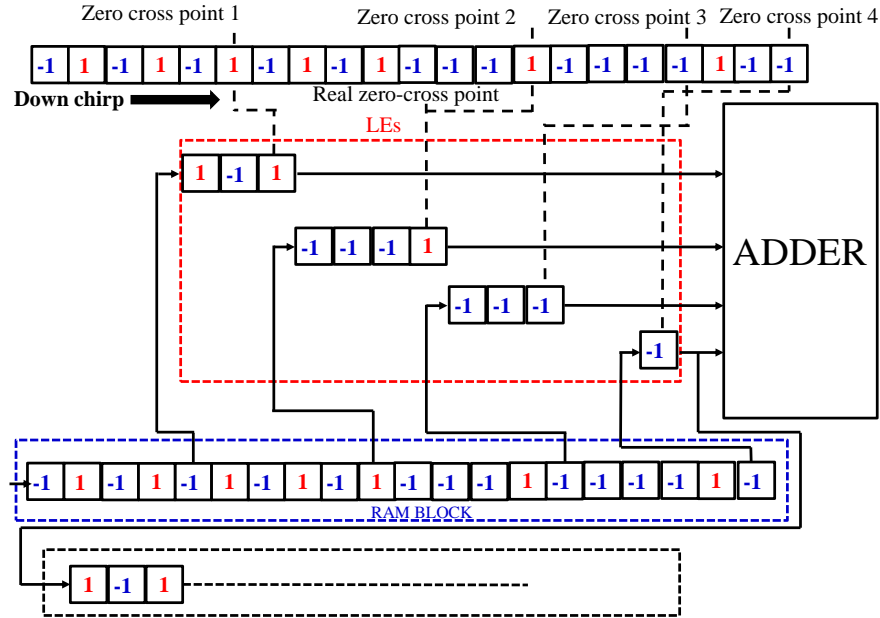 Zero cross point 1 Zero cross point 2 Zero cross point 3 Zero cross point 4
-1 1 -1 1 -1 1 -1 1 -1 1 -1 -1 -1 1 -1 -1 -1 -1 1 -1 -1
Down chirp Real zero-cross point
LEs
1 -1 1
-1 -1 -1 1
ADDER
-1 -1 -1
-1
-1 1 -1 1 -1 1 -1 1 -1 1 -1 -1 -1 1 -1 -1 -1 -1 1 -1
RAM BLOCK
1 -1 1